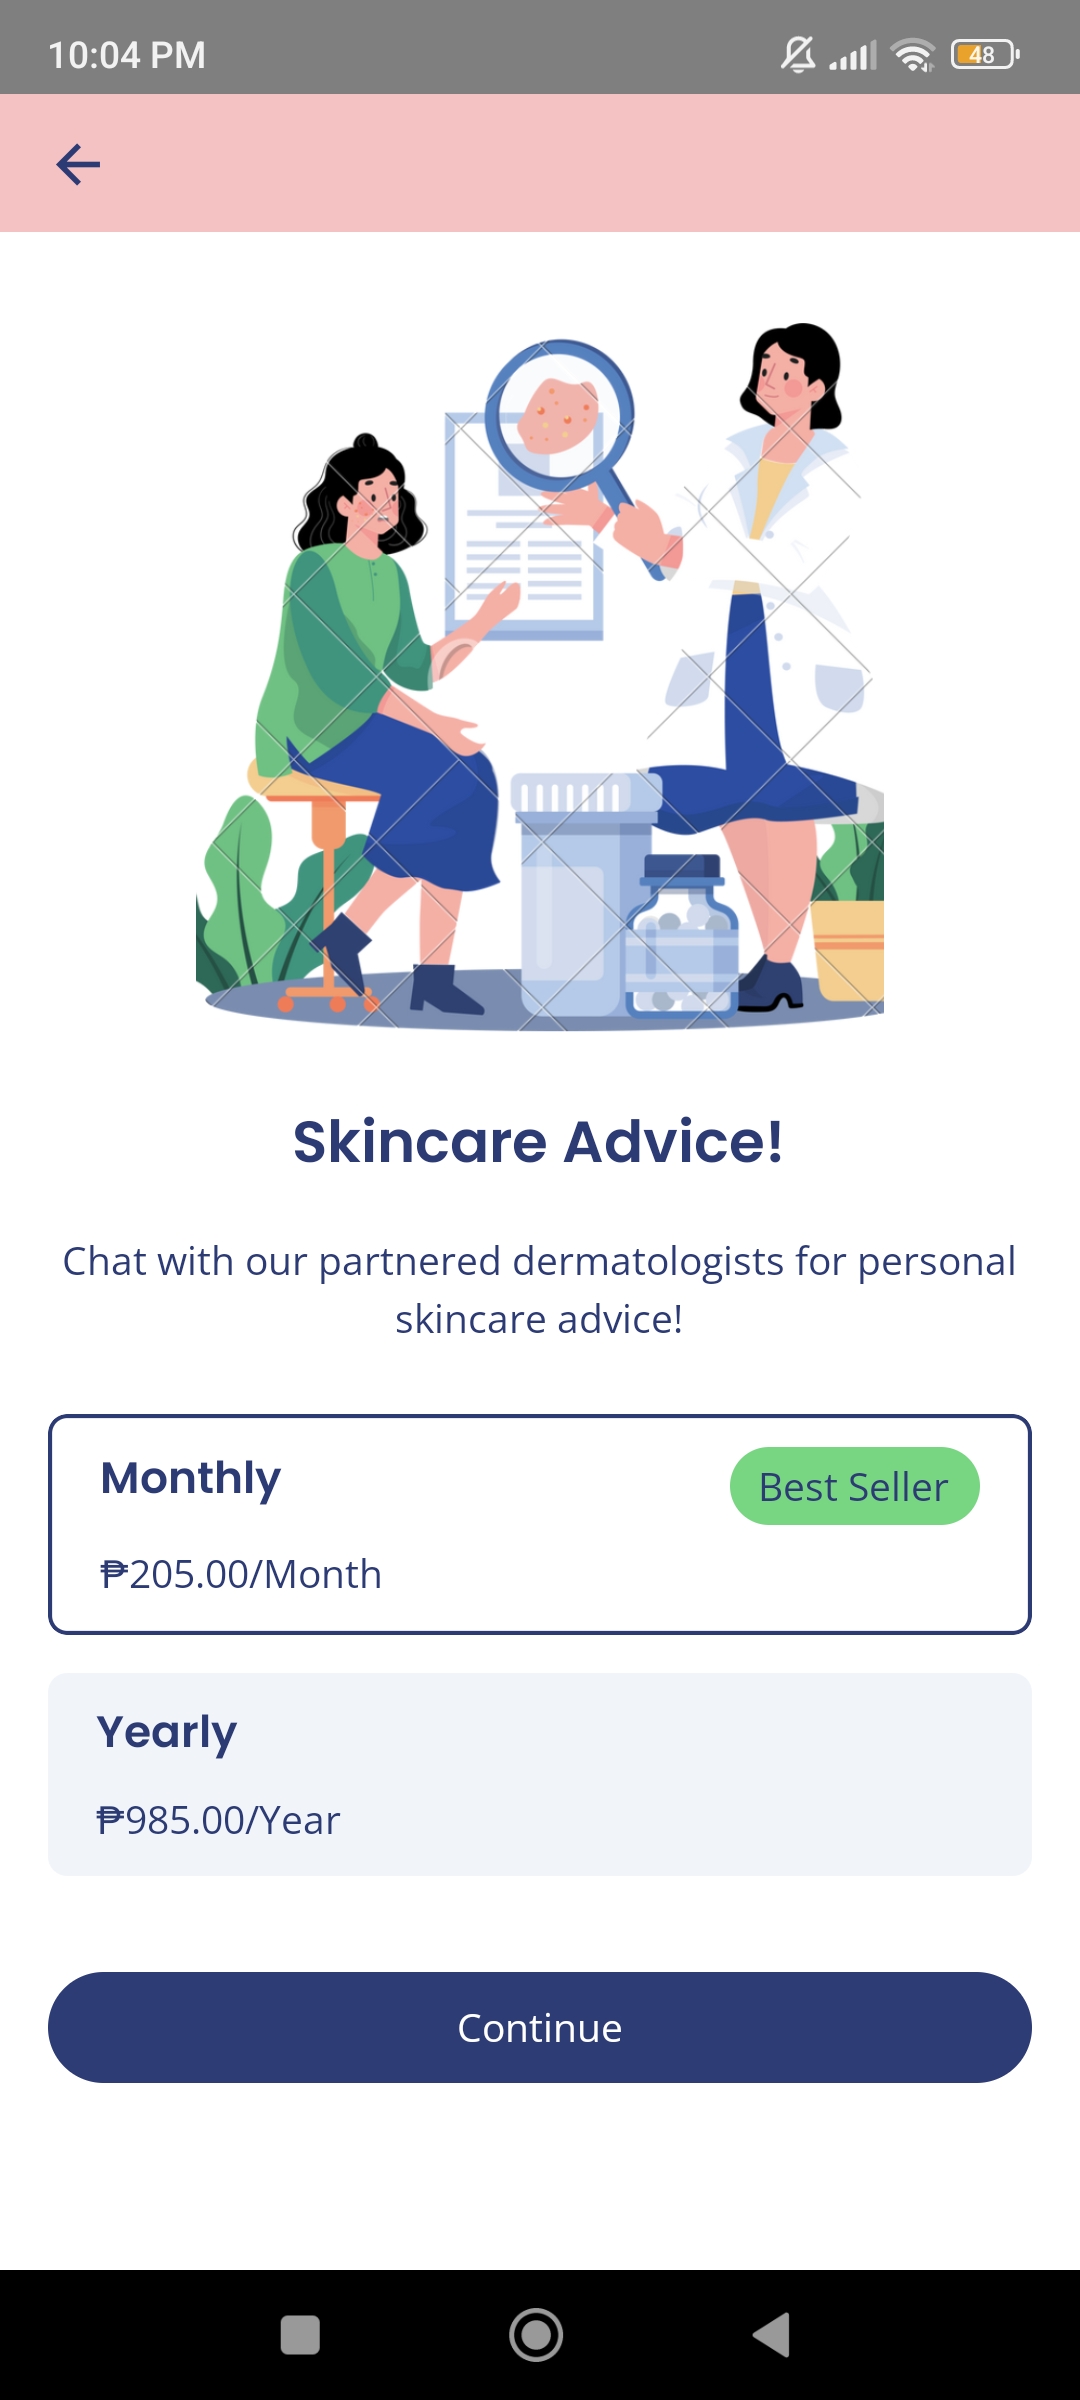 10:04 PM
48
Skincare Advice!
Chat with our partnered dermatologists for personal
skincare advice!
Monthly
Best Seller
₱205.00/Month
Yearly
₱985.00/Year
Continue